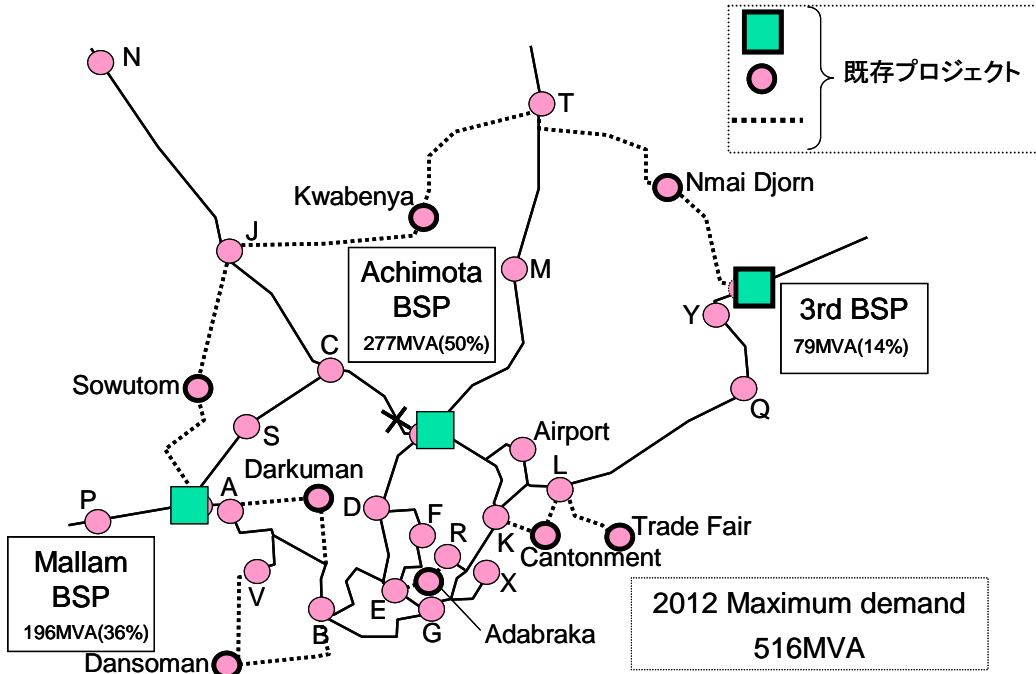 N
既存プロジェクト
T
Kwabenya
Nmai Djorn
J
Achimota
BSP
277MVA(50%)
M
3rd BSP
79MVA(14%)
Y
C
Sowutom
Q
S
Airport
Darkuman
L
P
A
D
F
R
K
Trade Fair
Cantonment
Mallam
BSP
196MVA(36%)
V
X
E
B
G
2012 Maximum demand
516MVA
Adabraka
Dansoman